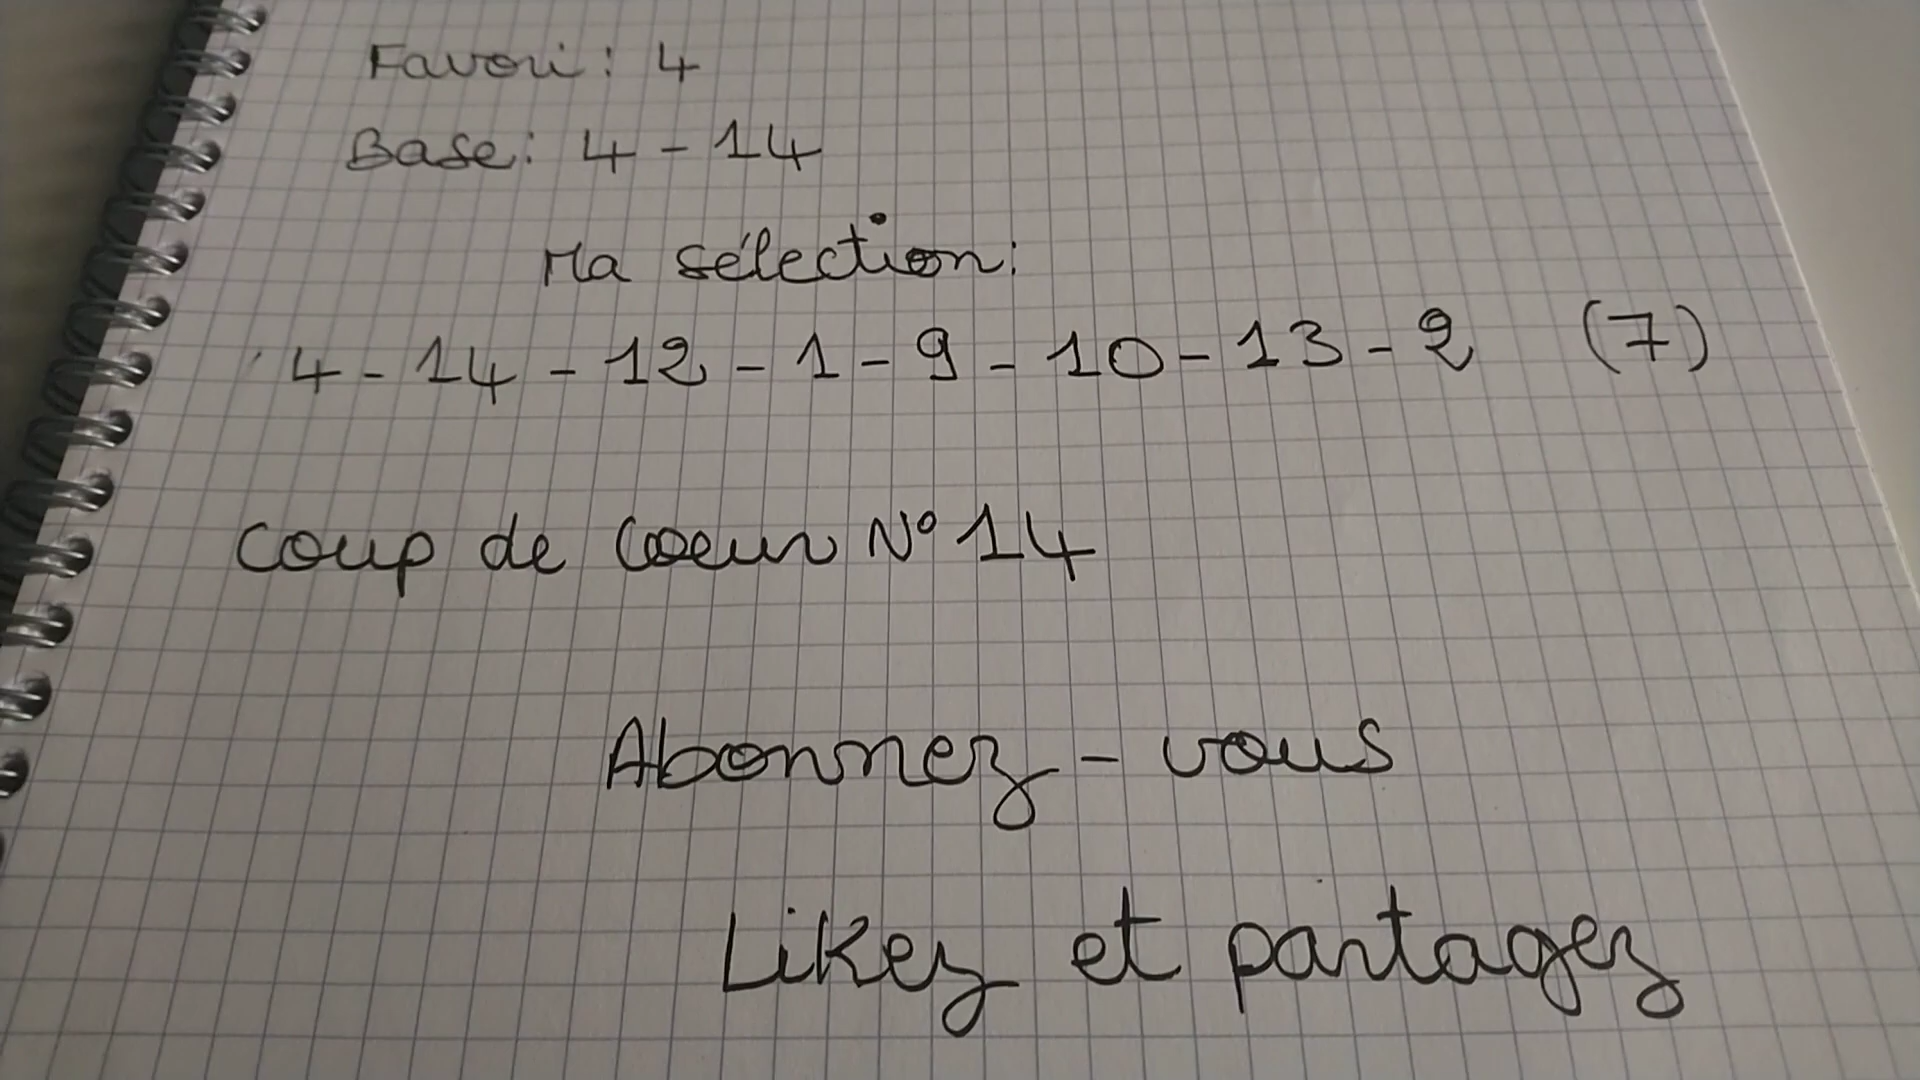 Favori : 4
Base : 4 - 14
Ma sélection :
4 - 14 - 12 - 1 - 9 - 10 - 13 - 2 (7)
Coup de Coeur N° 14
Abonnez - vous
Likez et partagez